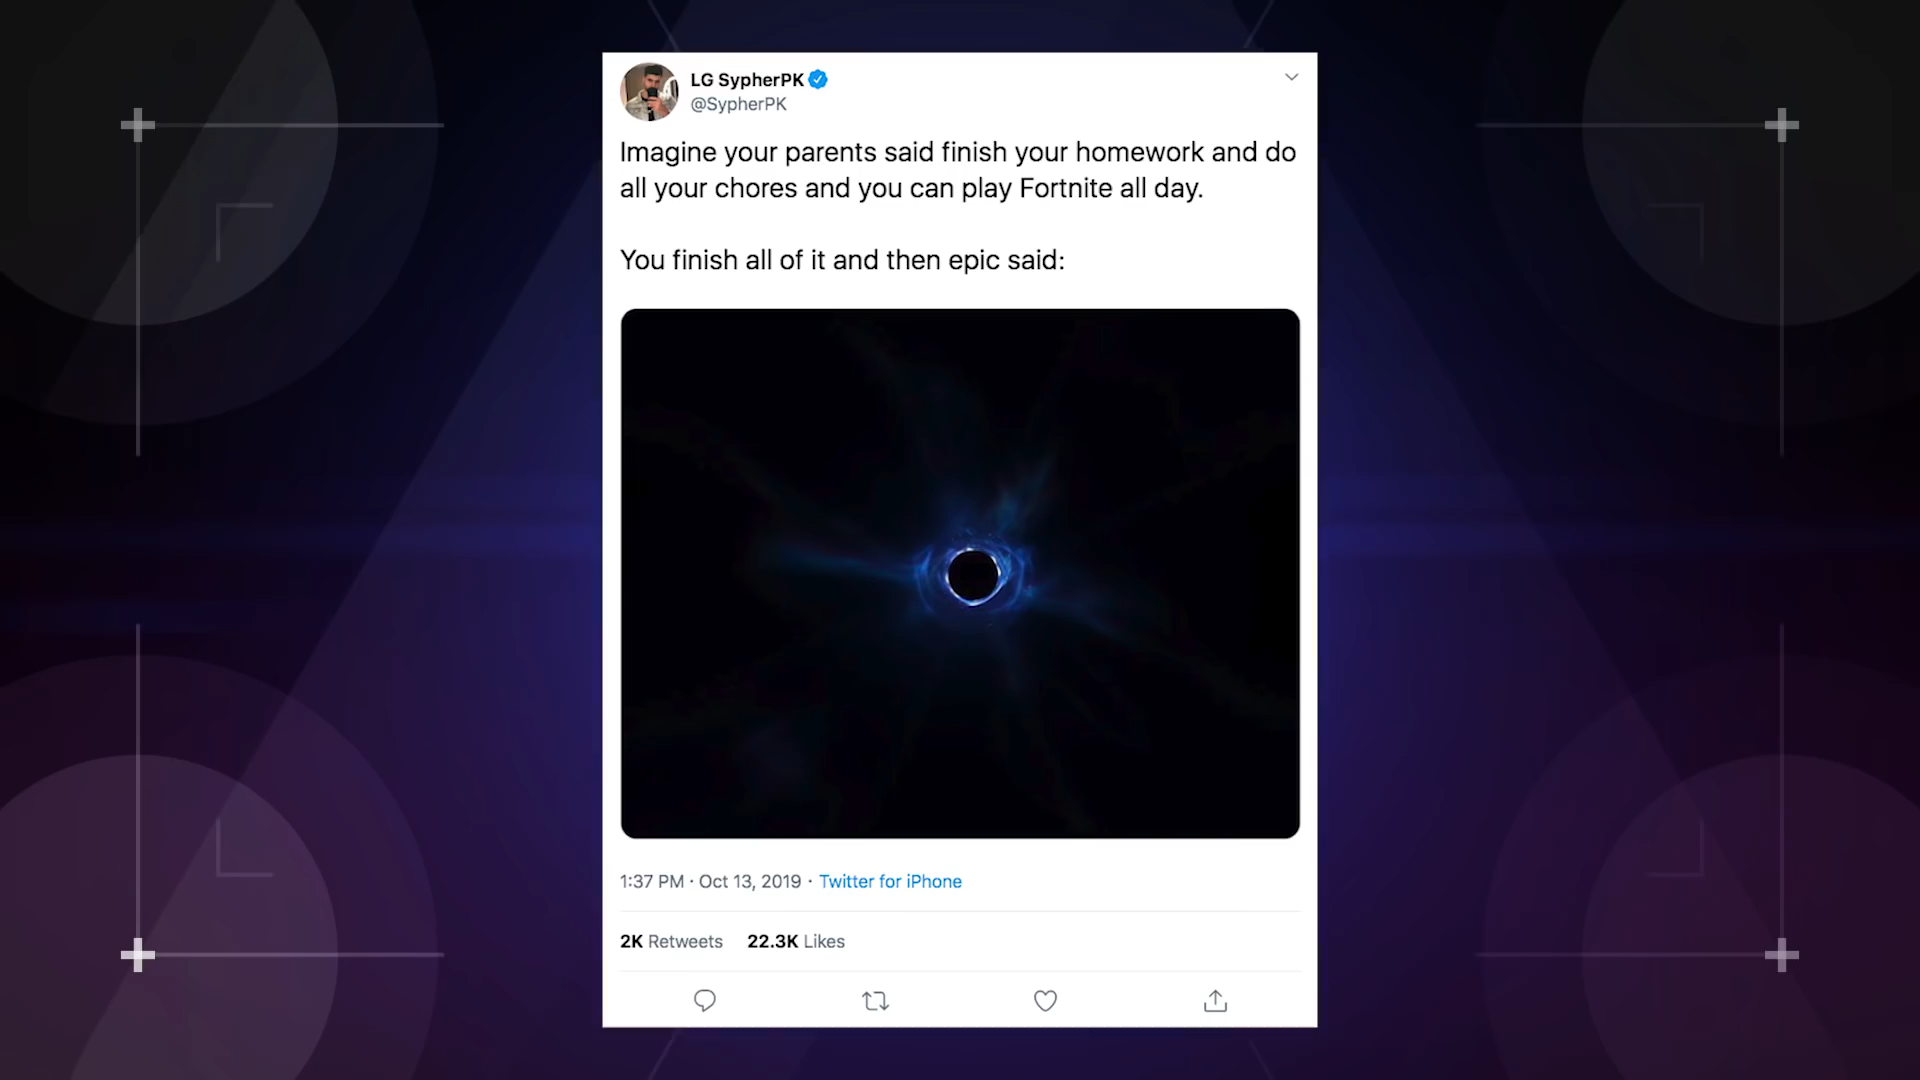 LG SypherPK
@SypherPK
Imagine your parents said finish your homework and do
all your chores and you can play Fortnite all day.
You finish all of it and then epic said:
1:37 PM · Oct 13, 2019 · Twitter for iPhone
2K Retweets 22.3K Likes